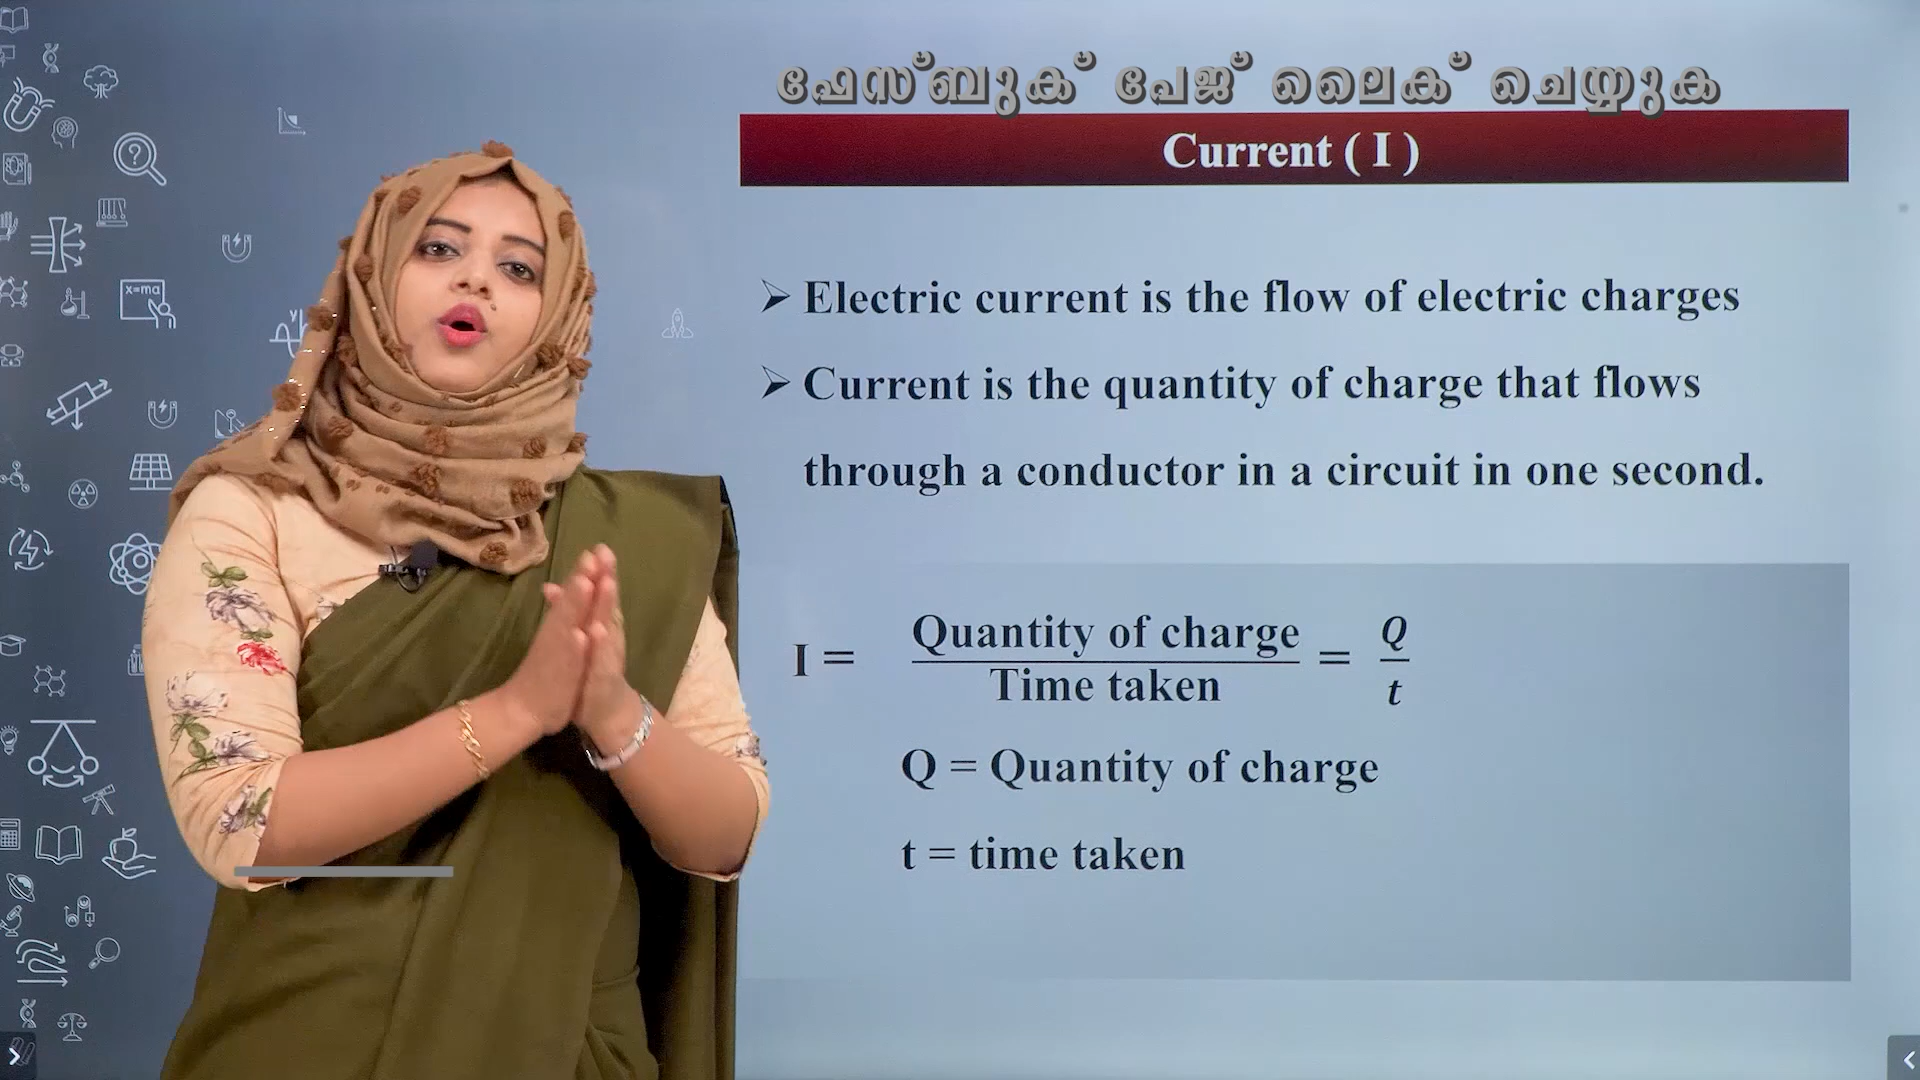 ഫേസ്ബുക് പേജ് ലൈക് ചെയ്യുക
Current ( I )
➢ Electric current is the flow of electric charges
➢ Current is the quantity of charge that flows
through a conductor in a circuit in one second.
I = Quantity of charge / Time taken = Q / t
Q = Quantity of charge
t = time taken
x=ma
y